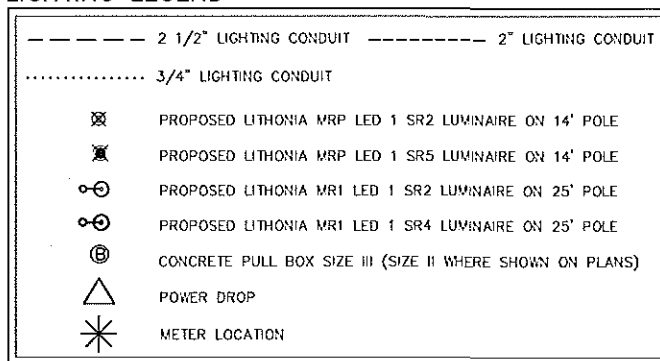 LIGHTING LEGEND
2 1/2" LIGHTING CONDUIT 2" LIGHTING CONDUIT
3/4" LIGHTING CONDUIT
PROPOSED LITHONIA MRP LED 1 SR2 LUMINAIRE ON 14' POLE
PROPOSED LITHONIA MRP LED 1 SR5 LUMINAIRE ON 14' POLE
PROPOSED LITHONIA MR1 LED 1 SR2 LUMINAIRE ON 25' POLE
PROPOSED LITHONIA MR1 LED 1 SR4 LUMINAIRE ON 25' POLE
B CONCRETE PULL BOX SIZE III (SIZE II WHERE SHOWN ON PLANS)
POWER DROP
METER LOCATION